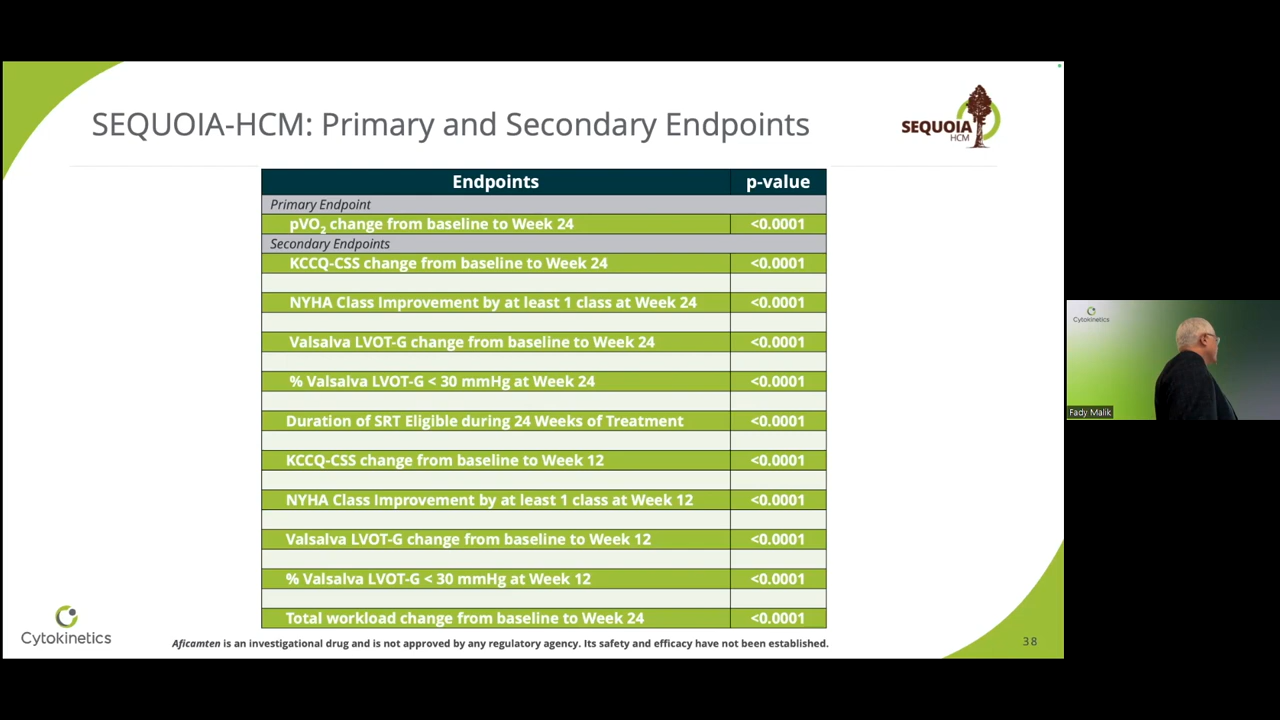 SEQUOIA-HCM: Primary and Secondary Endpoints
SEQUOIA
HCM
Endpoints p-value
Primary Endpoint
pVO₂ change from baseline to Week 24 <0.0001
Secondary Endpoints
KCCQ-CSS change from baseline to Week 24 <0.0001
NYHA Class Improvement by at least 1 class at Week 24 <0.0001
Valsalva LVOT-G change from baseline to Week 24 <0.0001
% Valsalva LVOT-G < 30 mmHg at Week 24 <0.0001
Duration of SRT Eligible during 24 Weeks of Treatment <0.0001
KCCQ-CSS change from baseline to Week 12 <0.0001
NYHA Class Improvement by at least 1 class at Week 12 <0.0001
Valsalva LVOT-G change from baseline to Week 12 <0.0001
% Valsalva LVOT-G < 30 mmHg at Week 12 <0.0001
Total workload change from baseline to Week 24 <0.0001
Cytokinetics
Aficamten is an investigational drug and is not approved by any regulatory agency. Its safety and efficacy have not been established.
38
Cytokinetics
Fady Malik